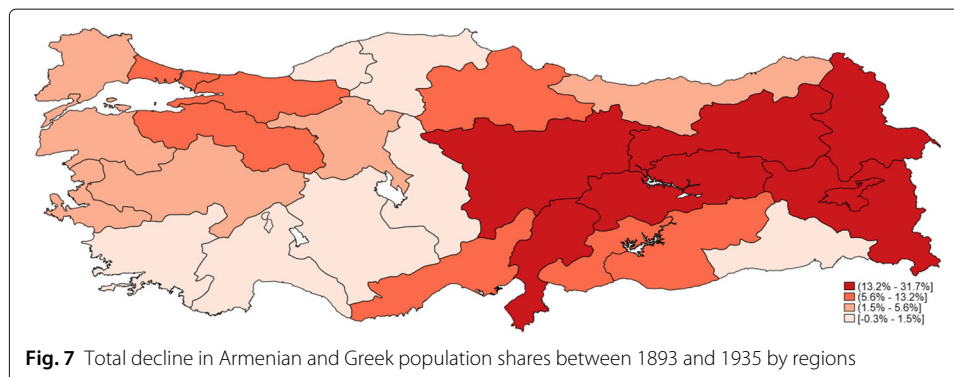 (13.2% - 31.7%]
(5.6% - 13.2%]
(1.5% - 5.6%]
[-0.3% - 1.5%]
Fig. 7 Total decline in Armenian and Greek population shares between 1893 and 1935 by regions